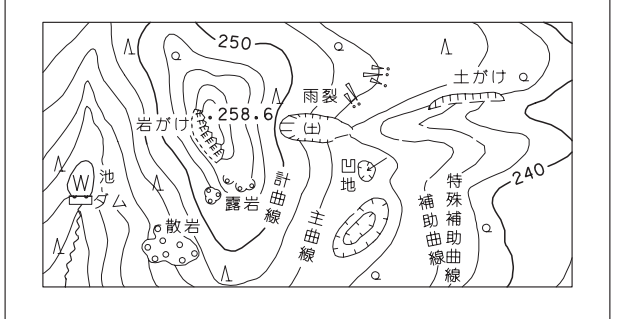 250
雨裂
土がけ
岩がけ
.258.6
(土)
凹地
240
池
W
ダム
露岩
計曲線
主曲線
補助曲線
特殊補助曲線
散岩